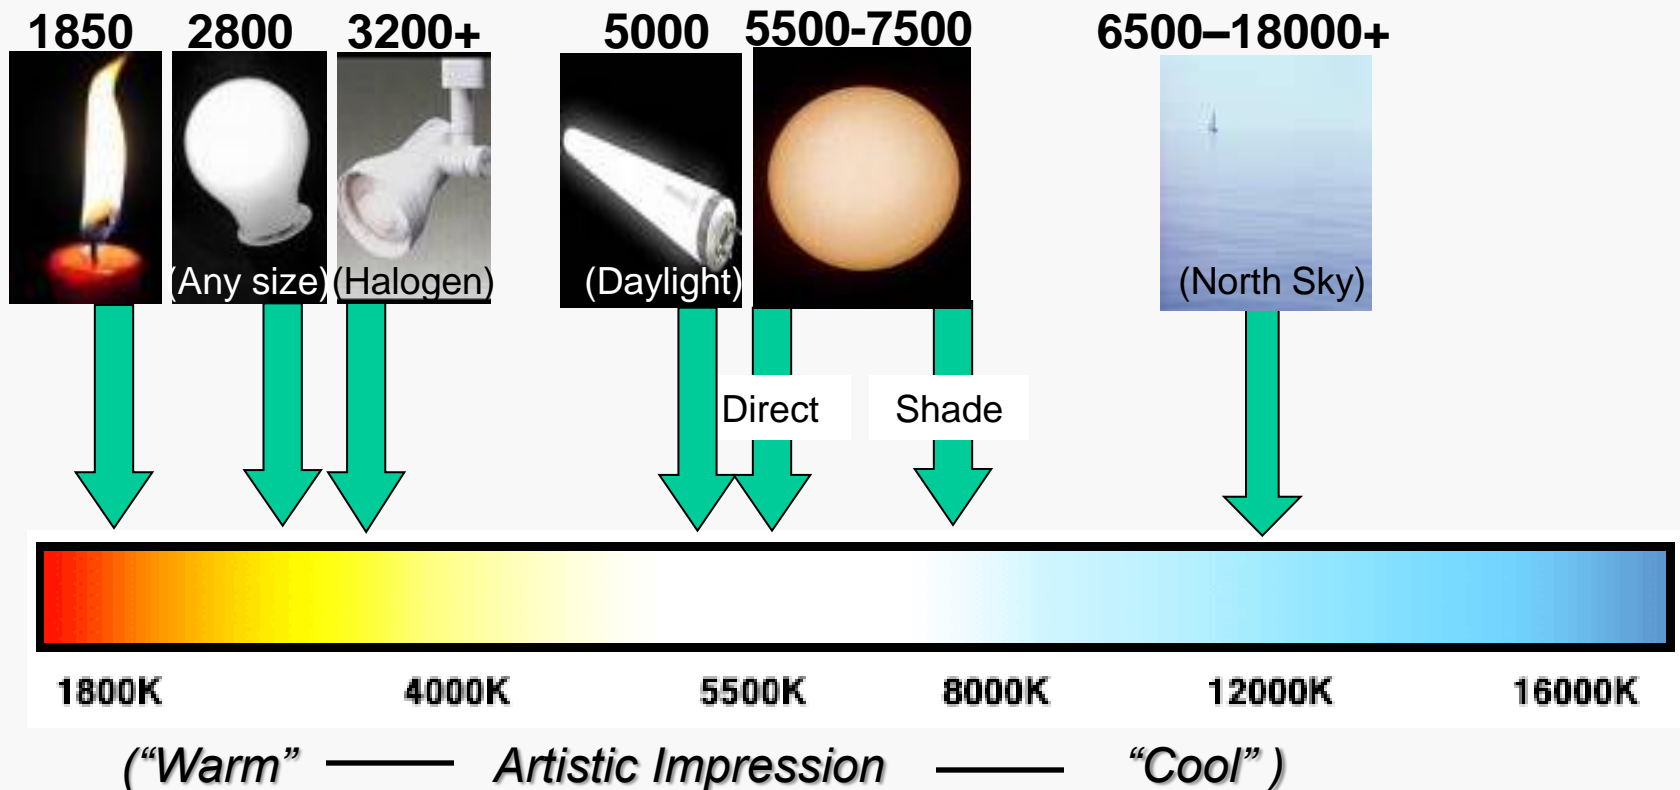 1850 2800 3200+ 5000 5500-7500 6500–18000+
(Any size) (Halogen) (Daylight) (North Sky)
Direct Shade
1800K 4000K 5500K 8000K 12000K 16000K
(“Warm” Artistic Impression “Cool” )